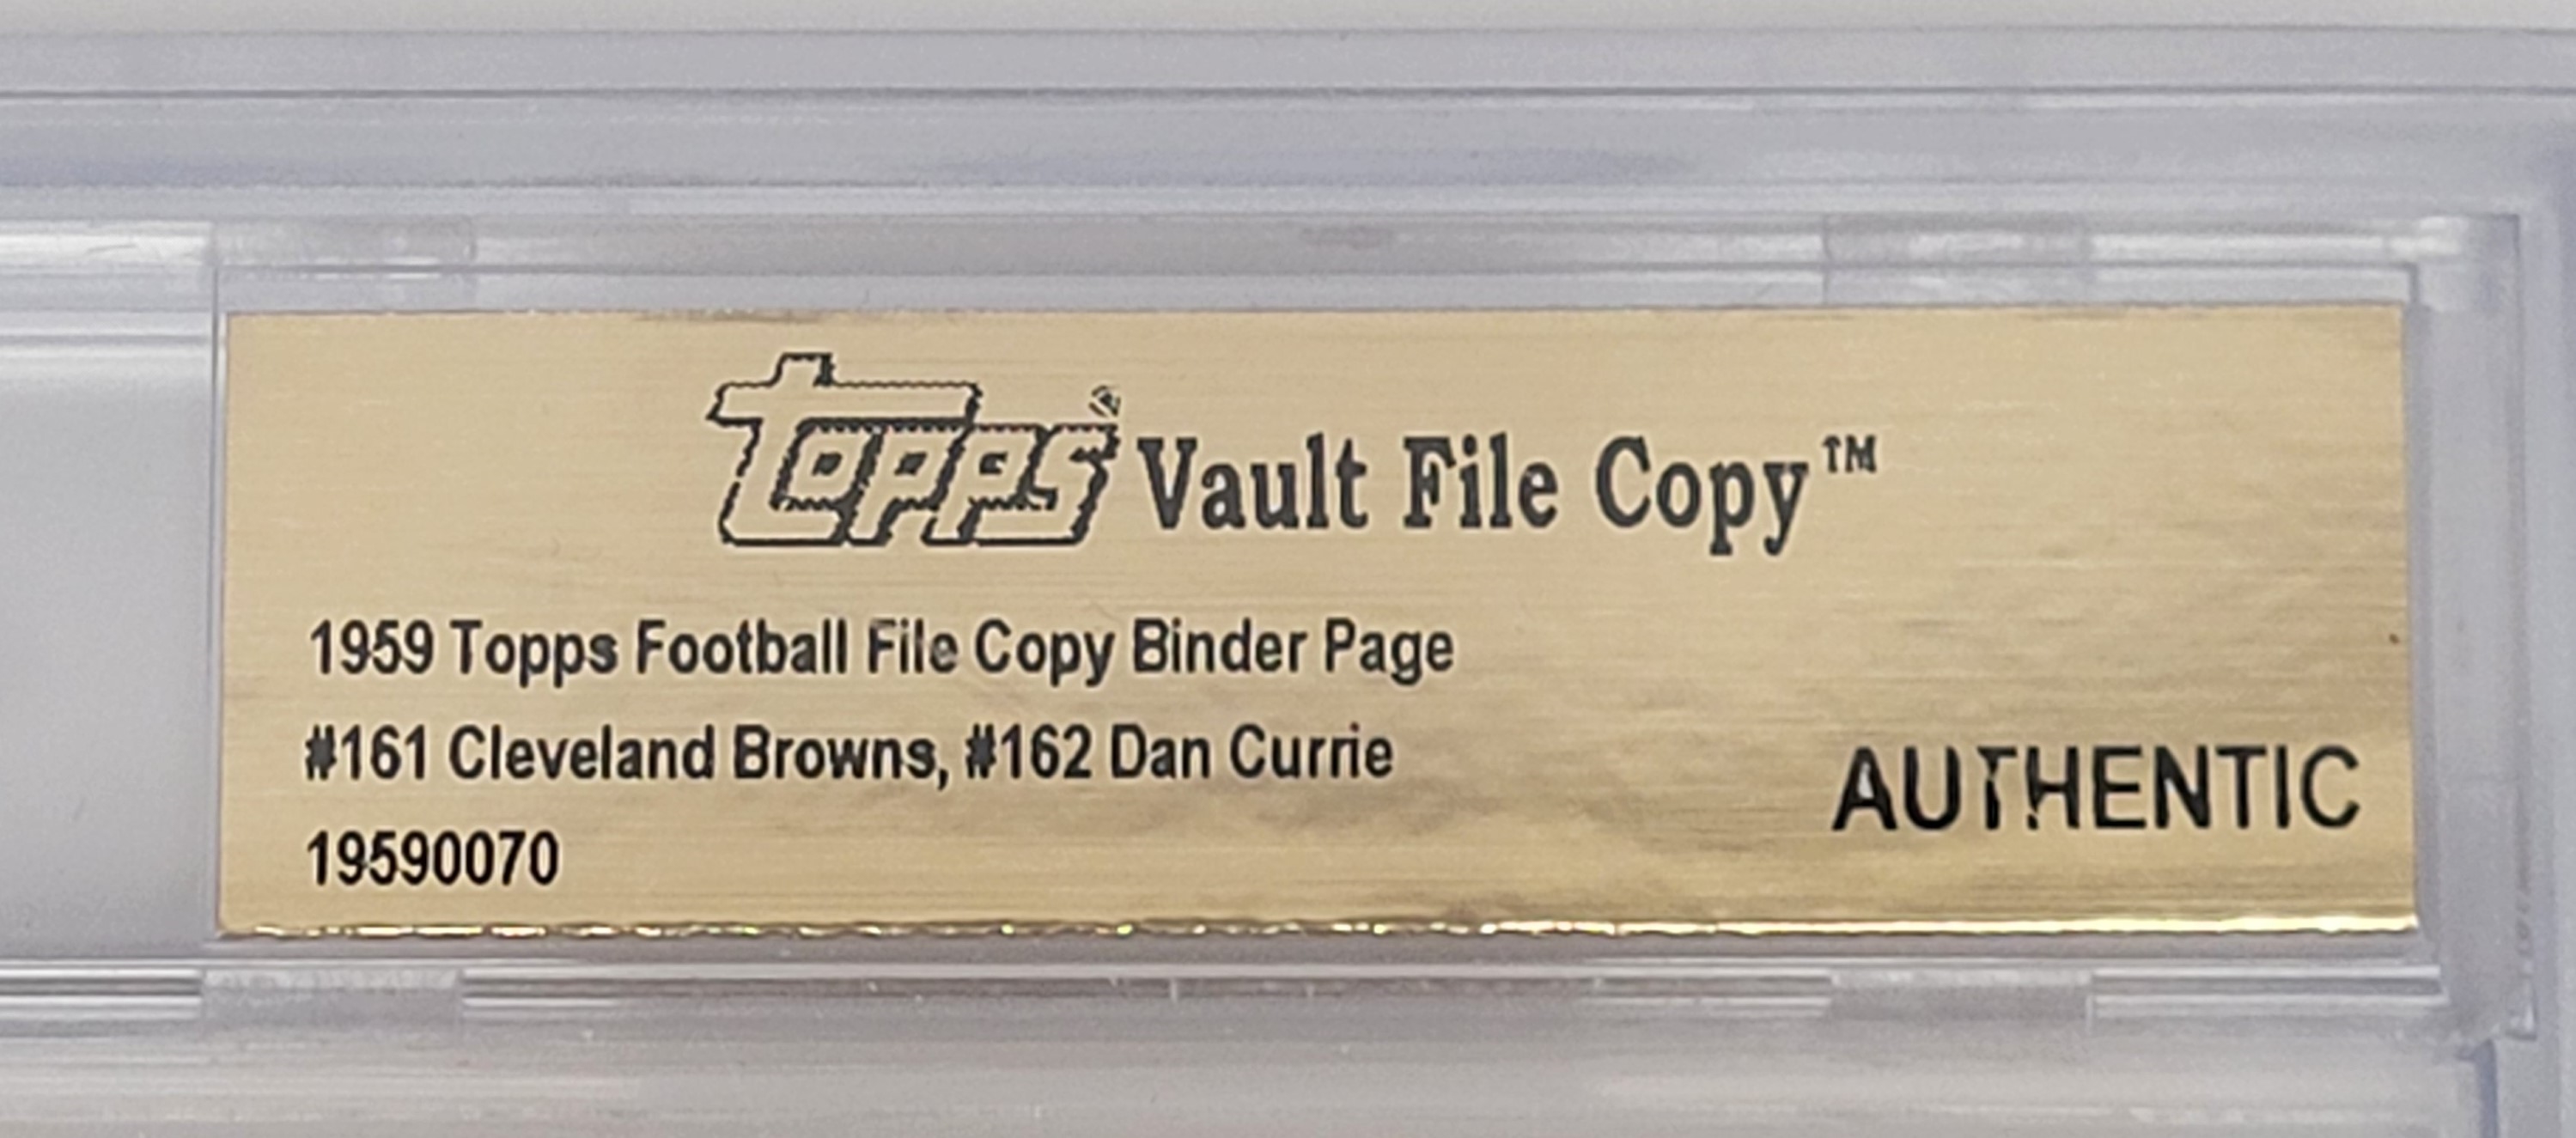 Topps® Vault File Copy™
1959 Topps Football File Copy Binder Page
#161 Cleveland Browns, #162 Dan Currie
AUTHENTIC
19590070